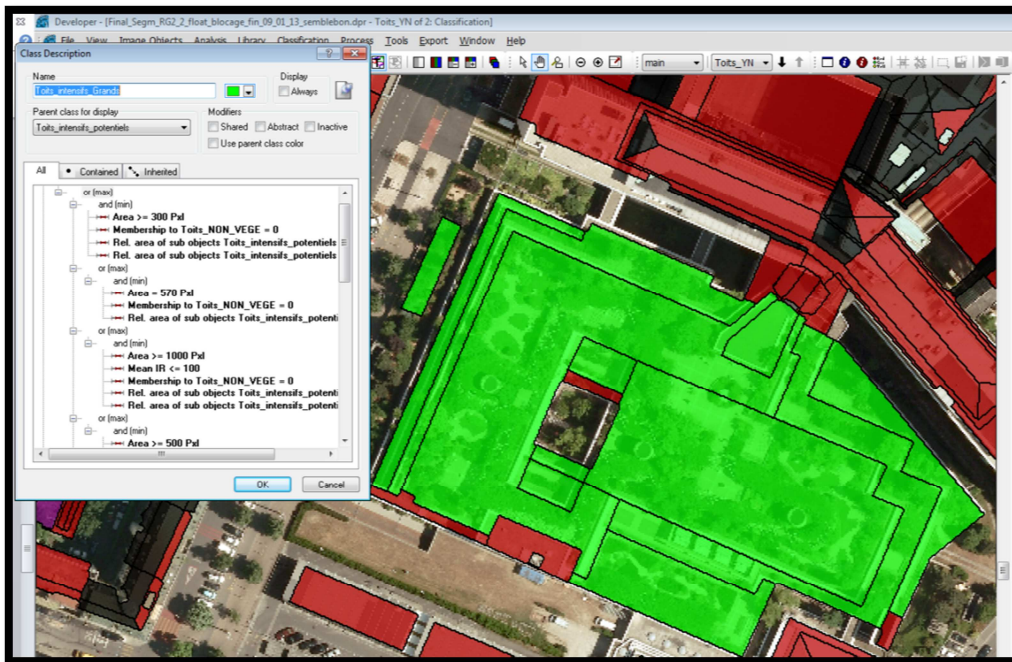 Developer - [Final_Segm_RG2_2_float_blocage_fin_09_01_13_semblebon.dpr - Toits_YN of 2: Classification]
File View Image Objects Analysis Library Classification Process Tools Export Window Help
Class Description
main Toits_YN
Name
Toits_intensifs_Grands
Display
Always
Parent class for display
Toits_intensifs_potentiels
Modifiers
Shared Abstract Inactive
Use parent class color
All Contained Inherited
or (max)
and (min)
Area >= 300 Pxl
Membership to Toits_NON_VEGE = 0
Rel. area of sub objects Toits_intensifs_potentiels
Rel. area of sub objects Toits_intensifs_potentiels
or (max)
and (min)
Area = 570 Pxl
Membership to Toits_NON_VEGE = 0
Rel. area of sub objects Toits_intensifs_potenti
or (max)
and (min)
Area >= 1000 Pxl
Mean IR <= 100
Membership to Toits_NON_VEGE = 0
Rel. area of sub objects Toits_intensifs_potenti
Rel. area of sub objects Toits_intensifs_potenti
or (max)
and (min)
Area >= 500 Pxl
OK Cancel